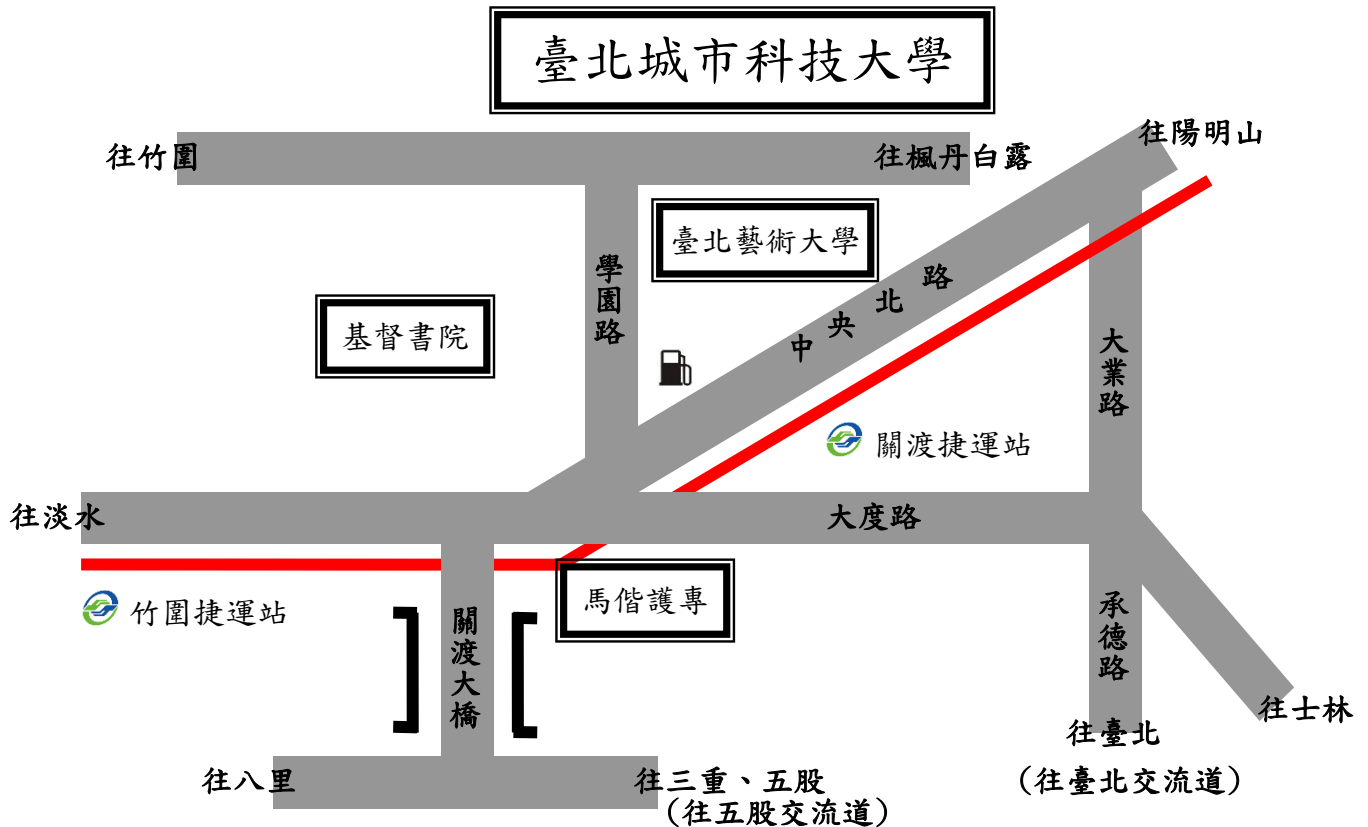 臺北城市科技大學
往陽明山
往竹圍
往楓丹白露
臺北藝術大學
學園路
中央北路
基督書院
大業路
關渡捷運站
往淡水
大度路
竹圍捷運站
馬偕護專
關渡大橋
承德路
往士林
往臺北
（往臺北交流道）
往八里
往三重、五股
（往五股交流道）